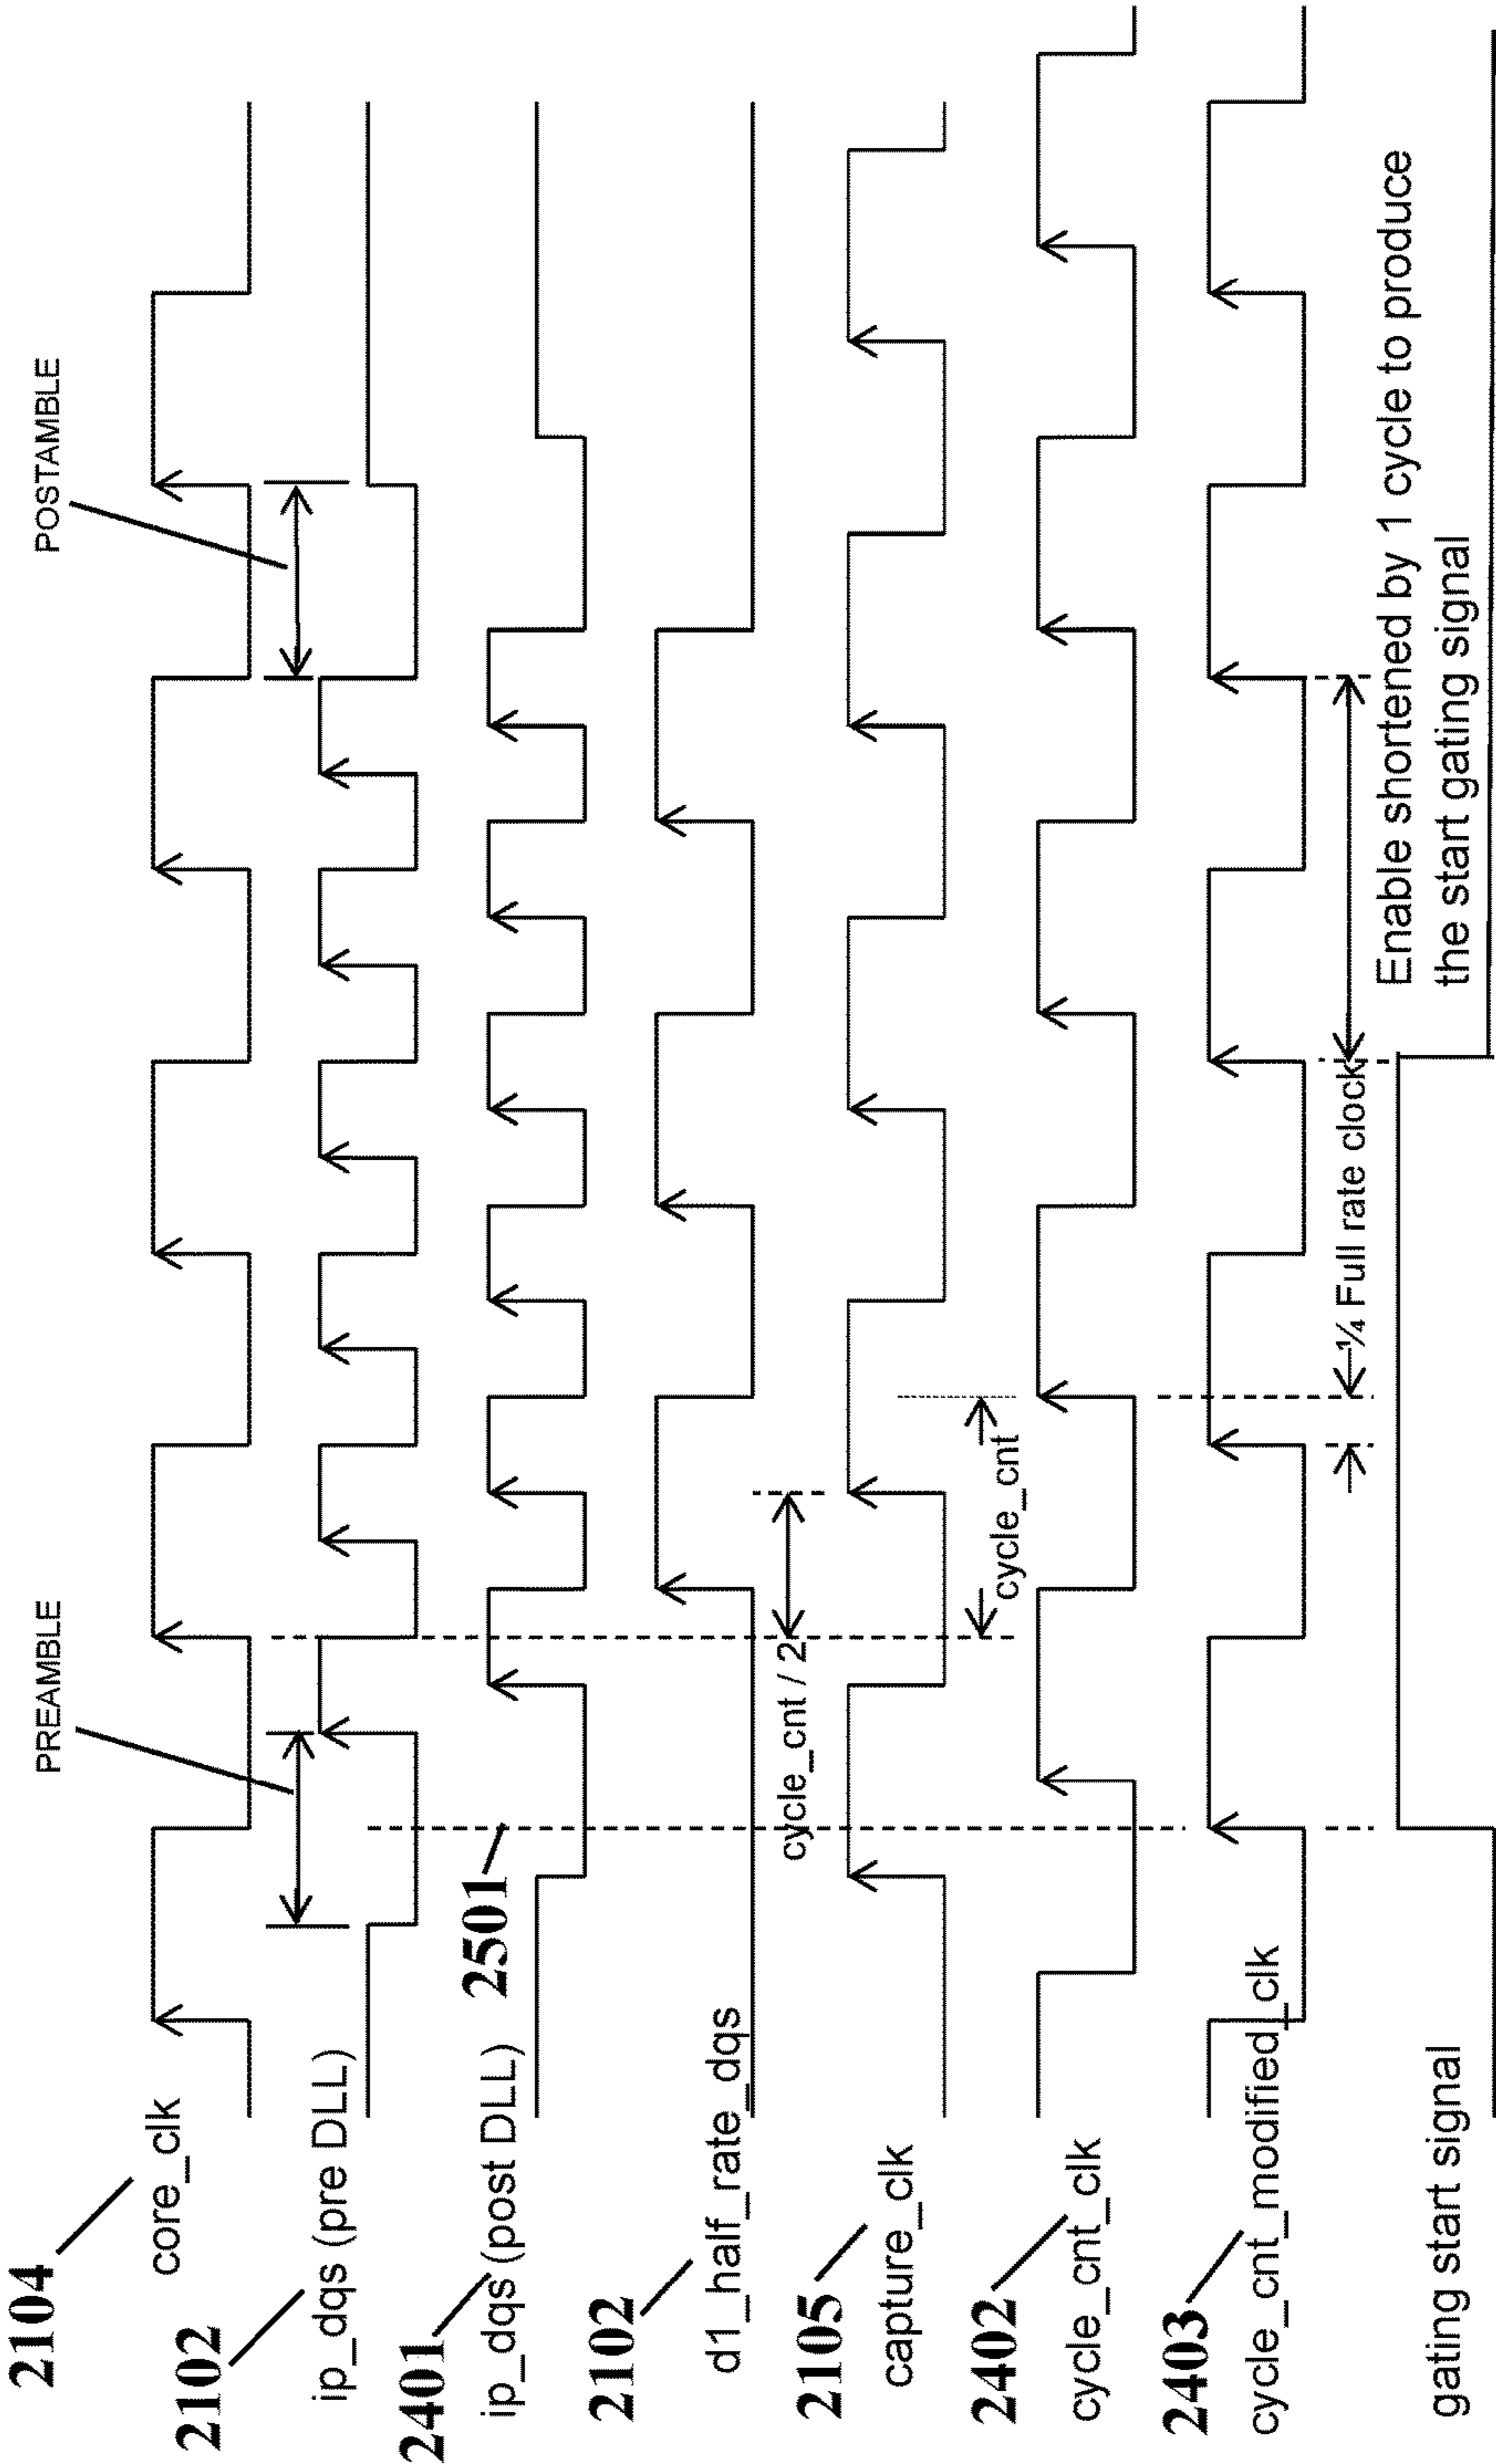 PREAMBLE
POSTAMBLE
2104
core_clk
2102
ip_dqs (pre DLL)
2401
ip_dqs (post DLL)
2501
2102
d1_half_rate_dqs
cycle_cnt / 2
2105
capture_clk
cycle_cnt
2402
cycle_cnt_clk
2403
cycle_cnt_modified_clk
¼ Full rate clock
Enable shortened by 1 cycle to produce
the start gating signal
gating start signal